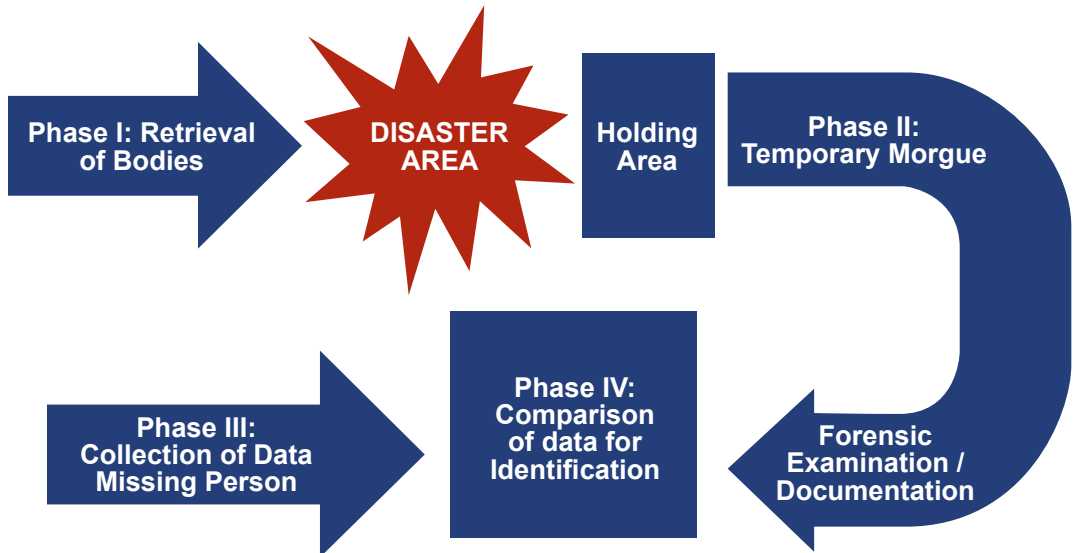 Phase I: Retrieval
of Bodies
DISASTER
AREA
Holding
Area
Phase II:
Temporary Morgue
Phase III:
Collection of Data
Missing Person
Phase IV:
Comparison
of data for
Identification
Forensic
Examination /
Documentation